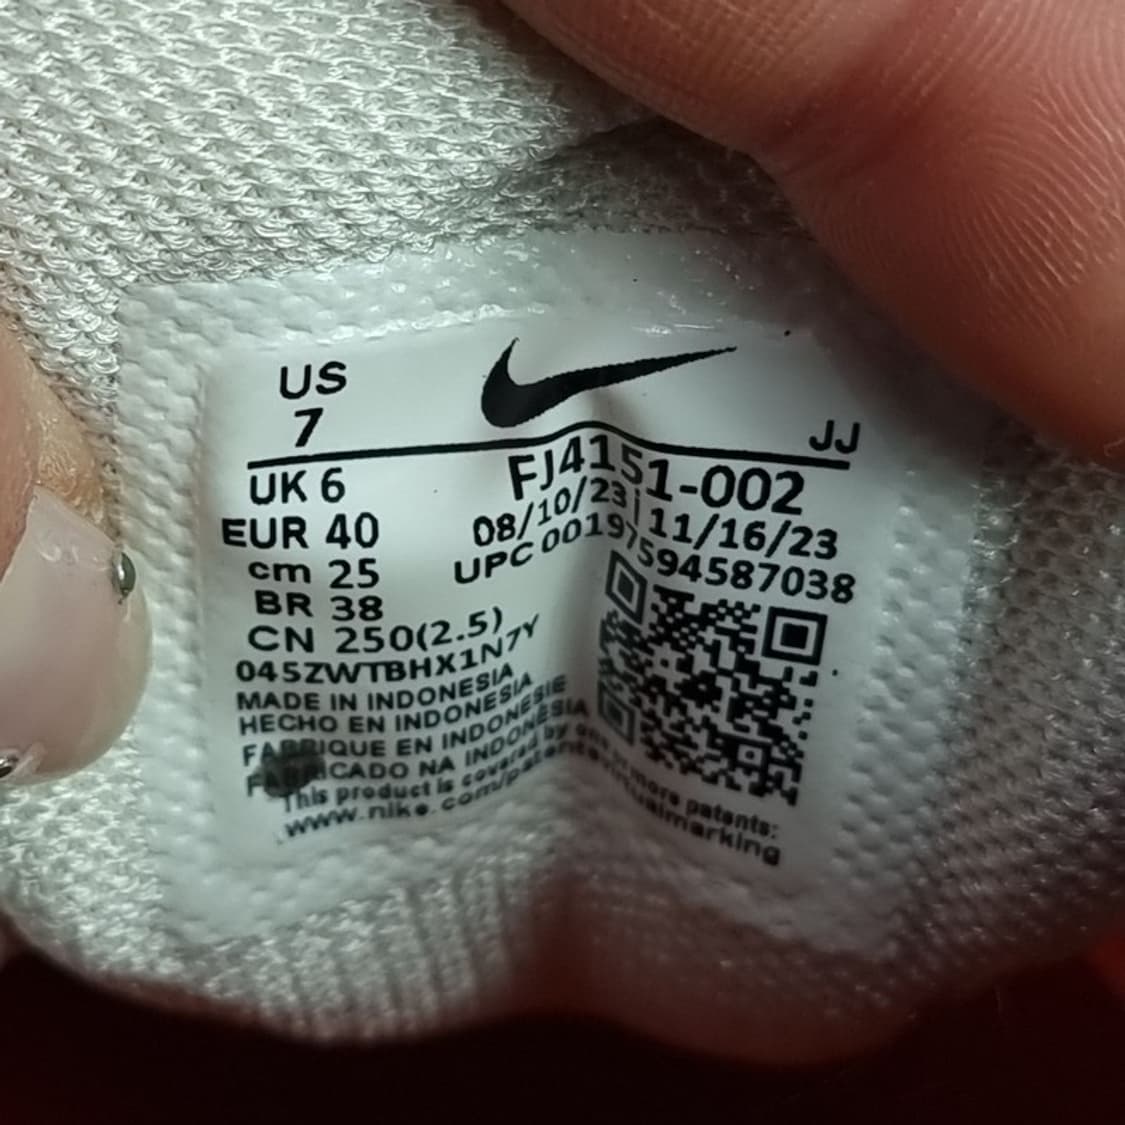 US
7
JJ
UK 6
FJ4151-002
EUR 40
08/10/23 | 11/16/23
cm 25
UPC 00197594587038
BR 38
CN 250(2.5)
045ZWTBHX1N7Y
MADE IN INDONESIA
HECHO EN INDONESIA
FABRIQUE EN INDONESIE
FABRICADO NA INDONÉSIA
This product is covered by one or more patents:
www.nike.com/patentvirtualmarking